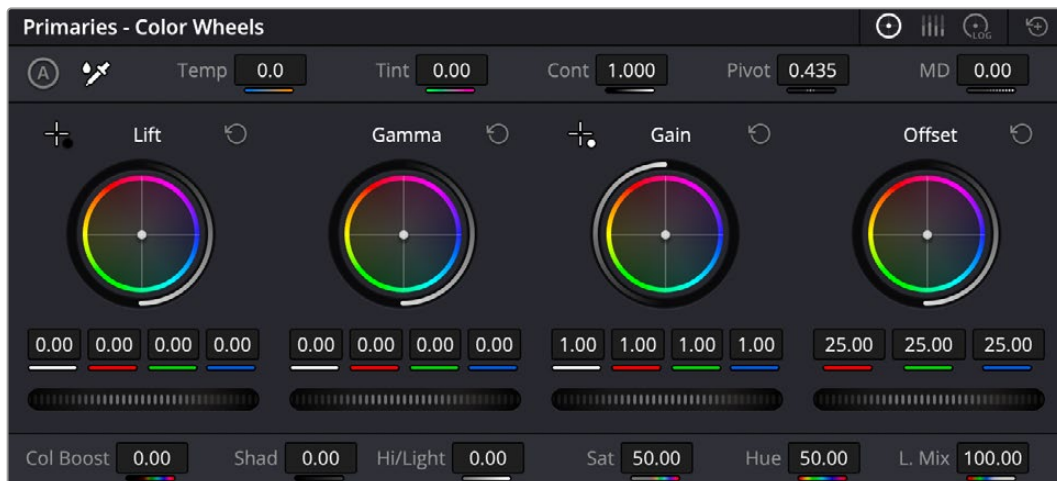 Primaries - Color Wheels
LOG
A Temp 0.0 Tint 0.00 Cont 1.000 Pivot 0.435 MD 0.00
Lift Gamma Gain Offset
0.00 0.00 0.00 0.00 0.00 0.00 0.00 0.00 1.00 1.00 1.00 1.00 25.00 25.00 25.00
Col Boost 0.00 Shad 0.00 Hi/Light 0.00 Sat 50.00 Hue 50.00 L. Mix 100.00